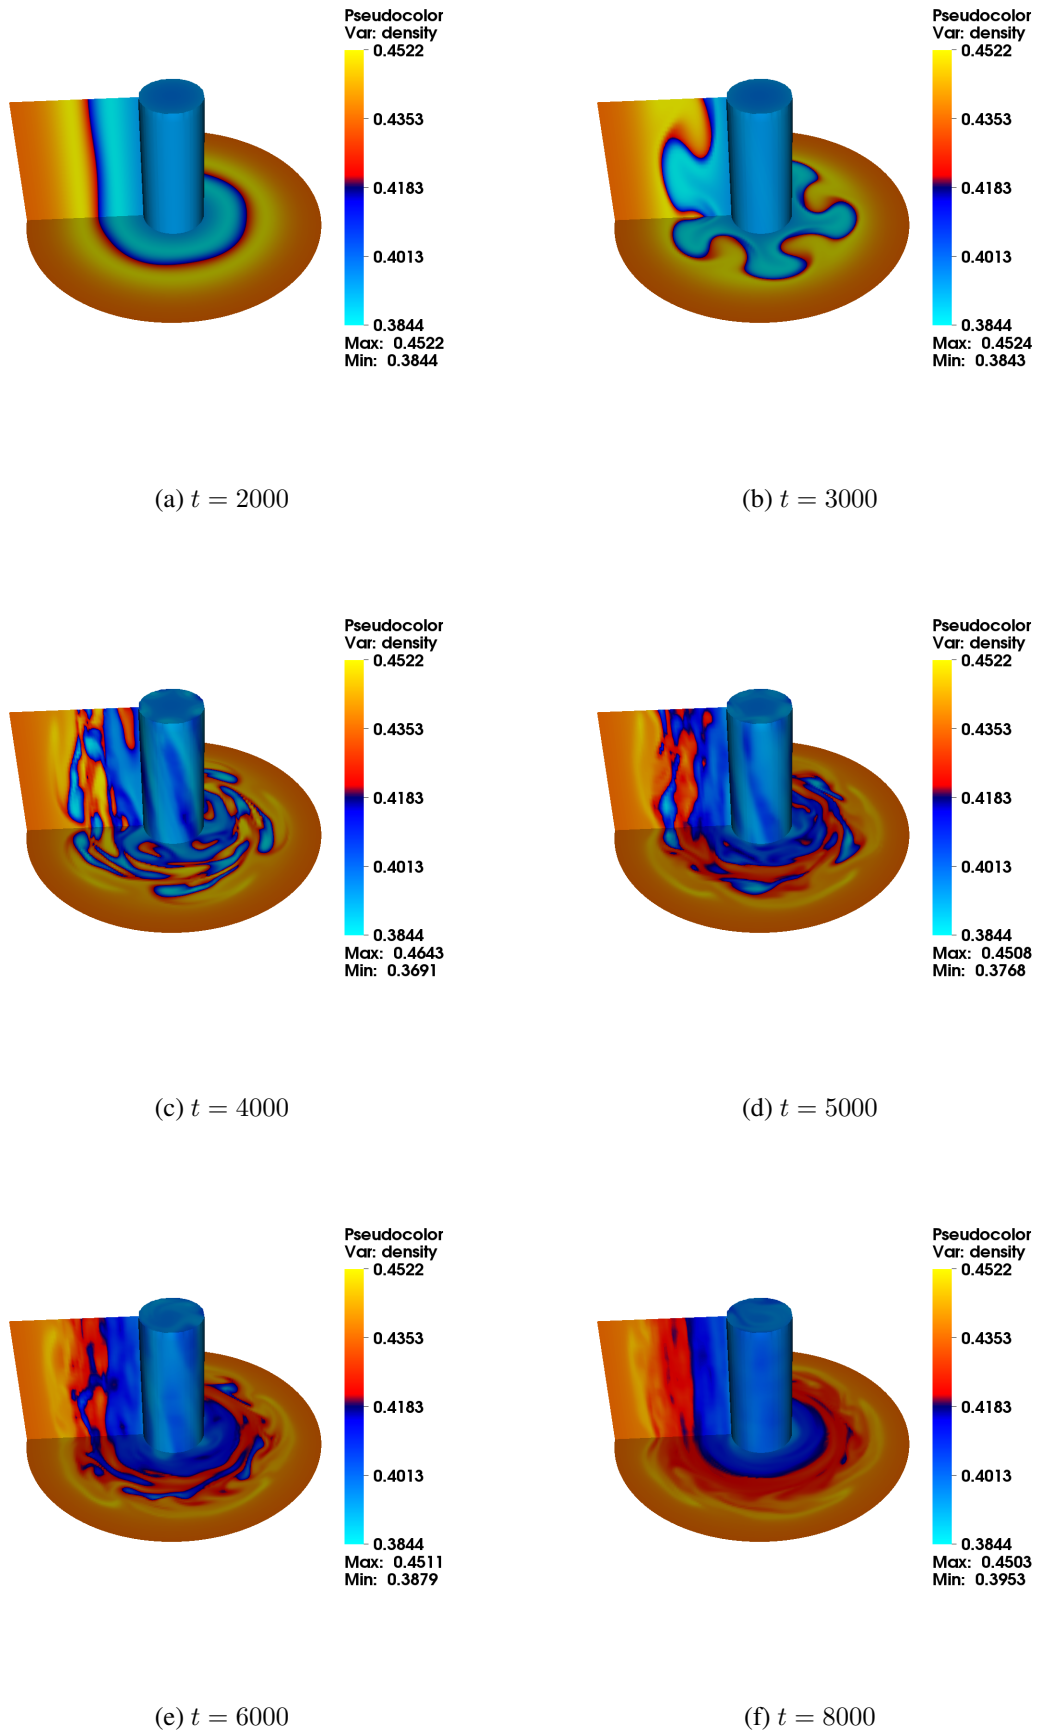 Pseudocolor
Var: density
0.4522
0.4353
0.4183
0.4013
0.3844
Max: 0.4522
Min: 0.3844
(a) t = 2000
Pseudocolor
Var: density
0.4522
0.4353
0.4183
0.4013
0.3844
Max: 0.4524
Min: 0.3843
(b) t = 3000
Pseudocolor
Var: density
0.4522
0.4353
0.4183
0.4013
0.3844
Max: 0.4643
Min: 0.3691
(c) t = 4000
Pseudocolor
Var: density
0.4522
0.4353
0.4183
0.4013
0.3844
Max: 0.4508
Min: 0.3768
(d) t = 5000
Pseudocolor
Var: density
0.4522
0.4353
0.4183
0.4013
0.3844
Max: 0.4511
Min: 0.3879
(e) t = 6000
Pseudocolor
Var: density
0.4522
0.4353
0.4183
0.4013
0.3844
Max: 0.4503
Min: 0.3953
(f) t = 8000